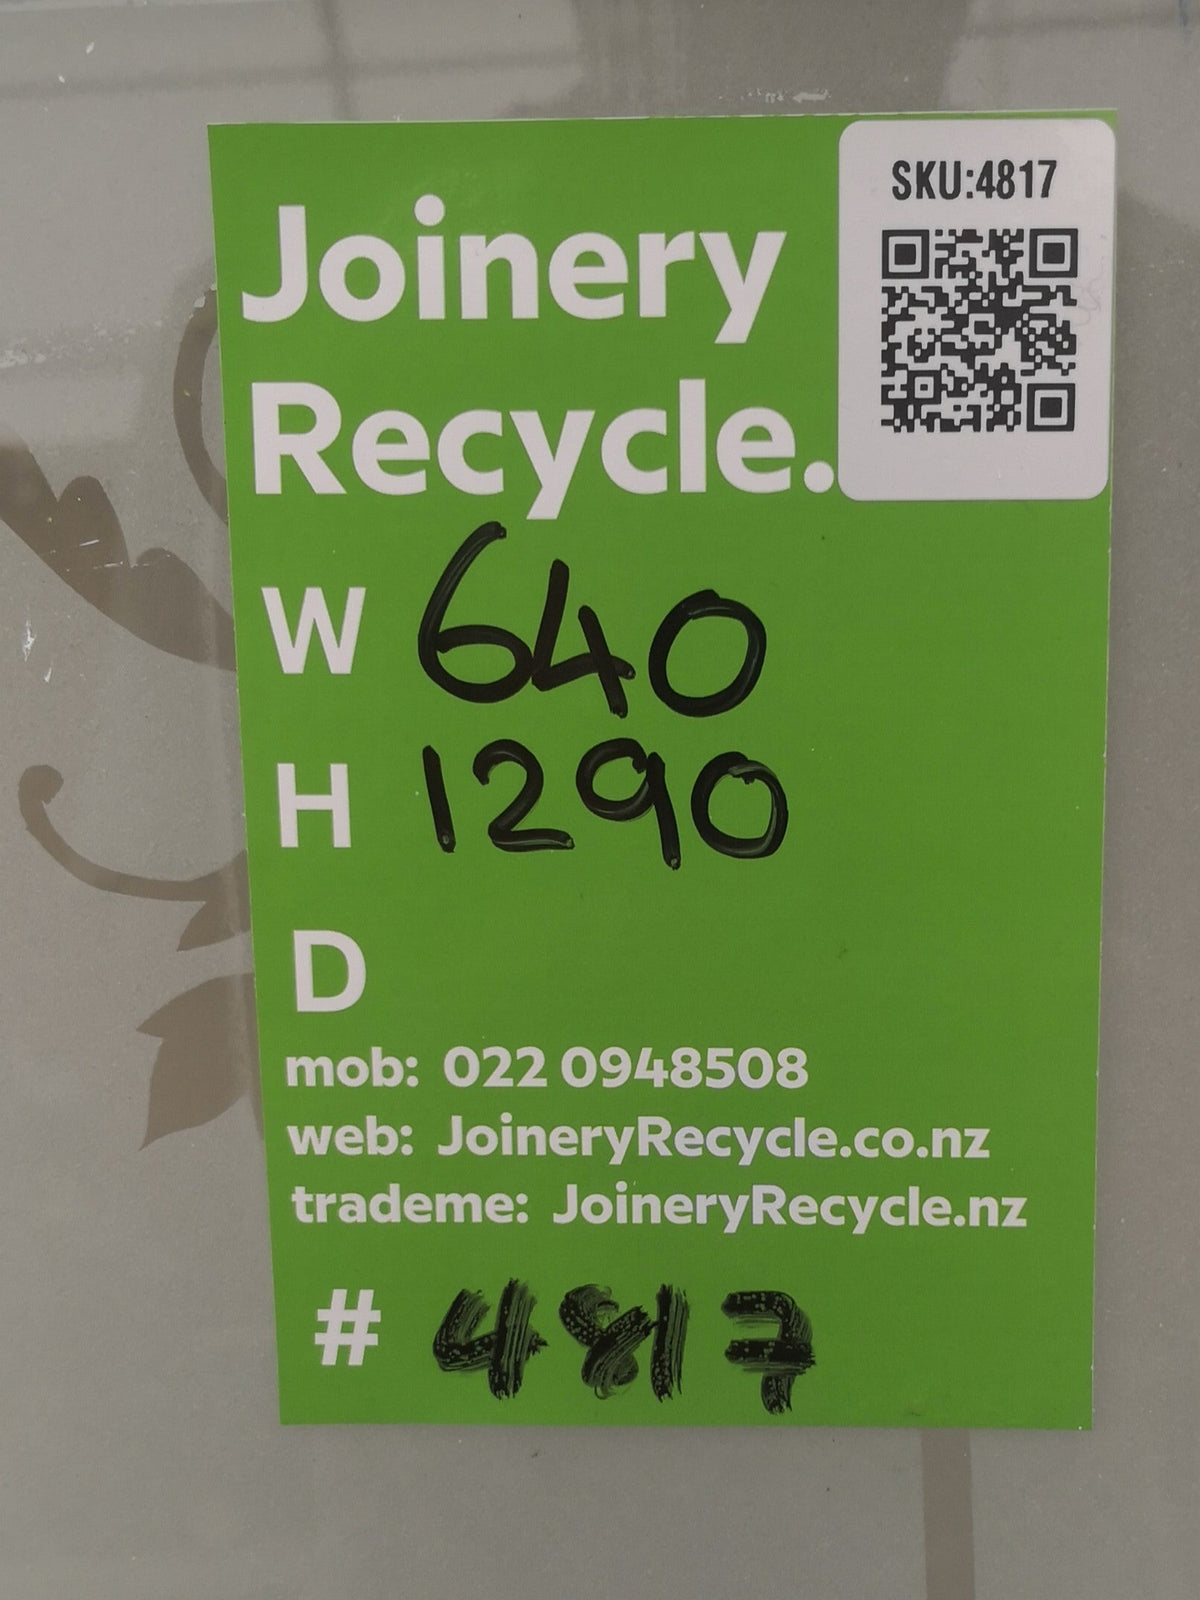 SKU:4817
Joinery
Recycle.
W 640
H 1290
D
mob: 022 0948508
web: JoineryRecycle.co.nz
trademe: JoineryRecycle.nz
# 4817